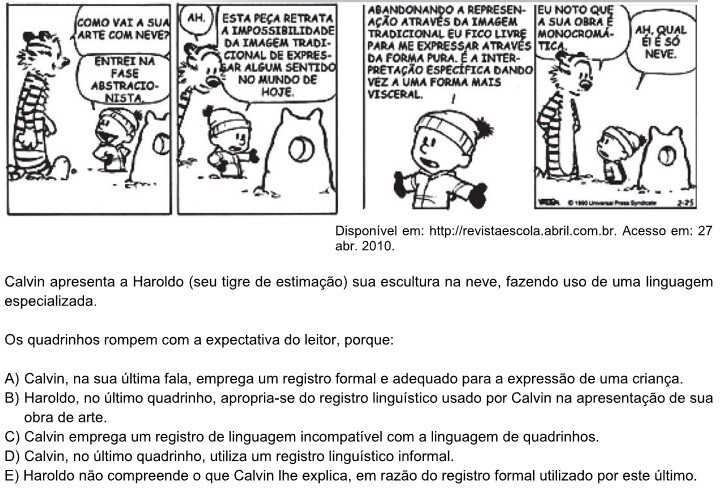 COMO VAI A SUA
ARTE COM NEVE?
ENTREI NA
FASE
ABSTRACIO-
NISTA.
AH.
ESTA PEÇA RETRATA
A IMPOSSIBILIDADE
DA IMAGEM TRADI-
CIONAL DE EXPRES-
SAR ALGUM SENTIDO
NO MUNDO DE
HOJE.
ABANDONANDO A REPRESEN-
AÇÃO ATRAVÉS DA IMAGEM
TRADICIONAL EU FICO LIVRE
PARA ME EXPRESSAR ATRAVÉS
DA FORMA PURA. É A INTER-
PRETAÇÃO ESPECÍFICA DANDO
VEZ A UMA FORMA MAIS
VISCERAL.
EU NOTO QUE
A SUA OBRA É
MONOCROMÁ-
TICA.
AH, QUAL
É! É SÓ
NEVE.
© 1990 Universal Press Syndicate
2-25
Disponível em: http://revistaescola.abril.com.br. Acesso em: 27
abr. 2010.
Calvin apresenta a Haroldo (seu tigre de estimação) sua escultura na neve, fazendo uso de uma linguagem
especializada.
Os quadrinhos rompem com a expectativa do leitor, porque:
A) Calvin, na sua última fala, emprega um registro formal e adequado para a expressão de uma criança.
B) Haroldo, no último quadrinho, apropria-se do registro linguístico usado por Calvin na apresentação de sua
obra de arte.
C) Calvin emprega um registro de linguagem incompatível com a linguagem de quadrinhos.
D) Calvin, no último quadrinho, utiliza um registro linguístico informal.
E) Haroldo não compreende o que Calvin lhe explica, em razão do registro formal utilizado por este último.